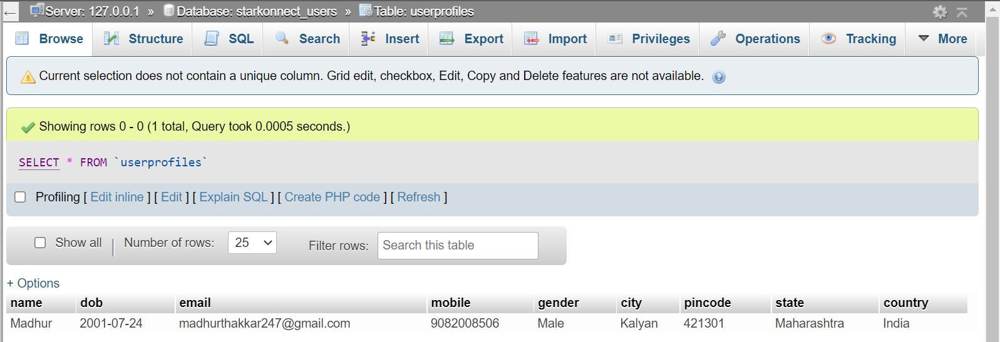 Server: 127.0.0.1 » Database: starkonnect_users » Table: userprofiles
Browse Structure SQL Search Insert Export Import Privileges Operations Tracking More
Current selection does not contain a unique column. Grid edit, checkbox, Edit, Copy and Delete features are not available.
Showing rows 0 - 0 (1 total, Query took 0.0005 seconds.)
SELECT * FROM `userprofiles`
Profiling [ Edit inline ] [ Edit ] [ Explain SQL ] [ Create PHP code ] [ Refresh ]
Show all | Number of rows: 25 Filter rows: Search this table
+ Options
name dob email mobile gender city pincode state country
Madhur 2001-07-24 madhurthakkar247@gmail.com 9082008506 Male Kalyan 421301 Maharashtra India